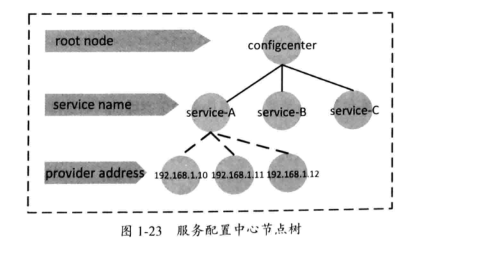 root node
configcenter
service name
service-A
service-B
service-C
provider address
192.168.1.10
192.168.1.11
192.168.1.12
图 1-23 服务配置中心节点树